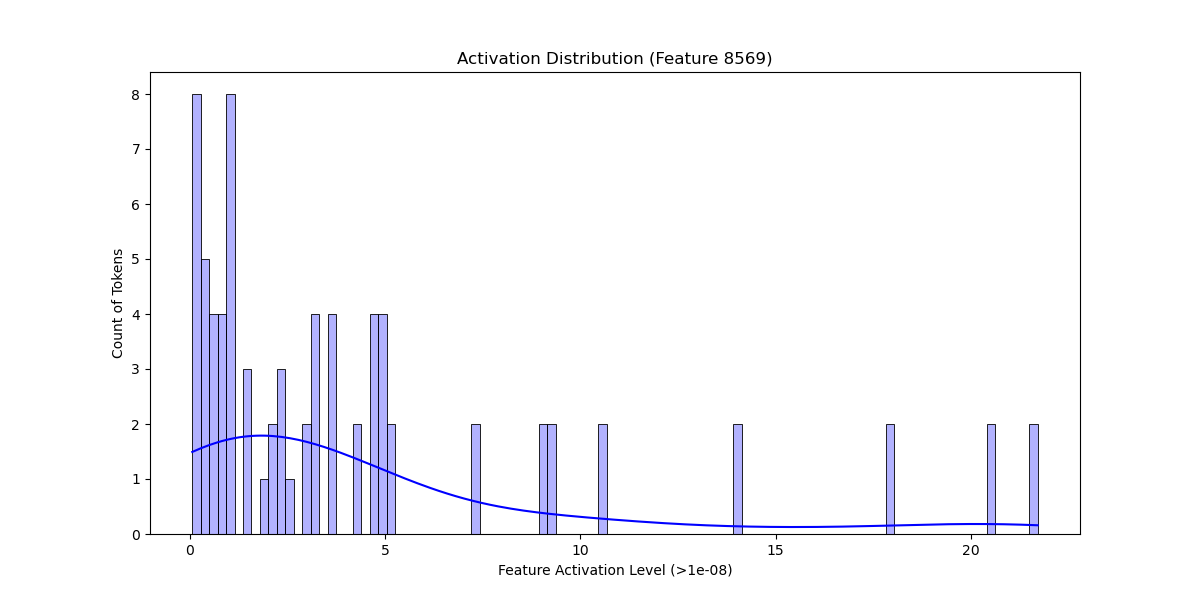 Activation Distribution (Feature 8569)
Count of Tokens
8
7
6
5
4
3
2
1
0
0 5 10 15 20
Feature Activation Level (>1e-08)